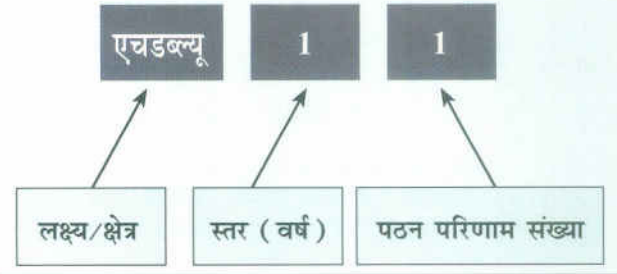 एचडब्ल्यू 1 1
लक्ष्य/क्षेत्र स्तर ( वर्ष ) पठन परिणाम संख्या